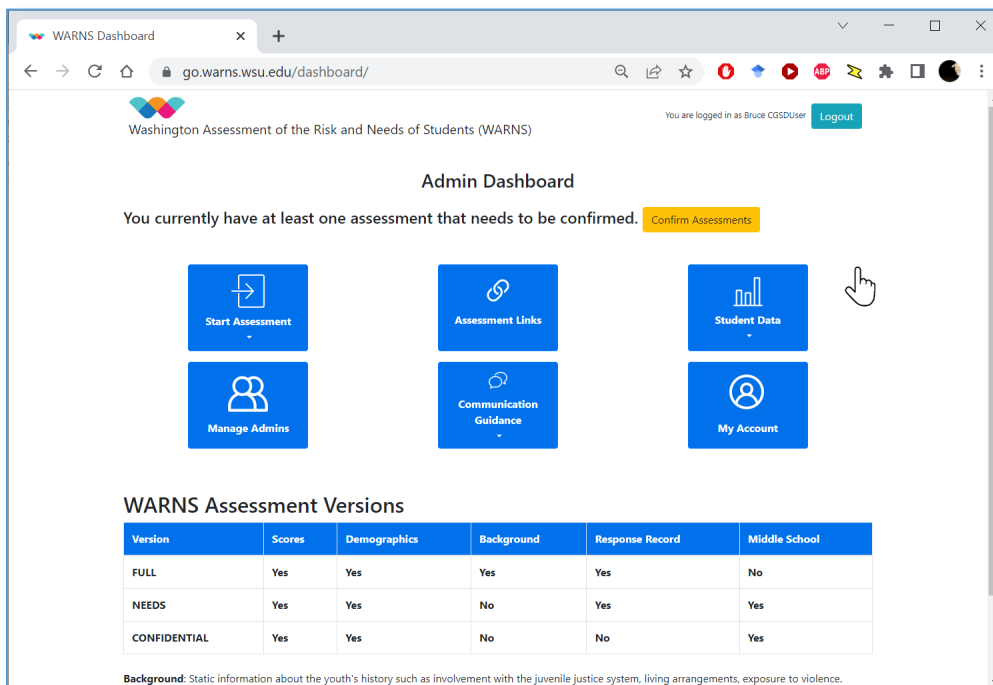 WARNS Dashboard
go.warns.wsu.edu/dashboard/
ABP
Washington Assessment of the Risk and Needs of Students (WARNS)
You are logged in as Bruce CGSDUser
Logout
Admin Dashboard
You currently have at least one assessment that needs to be confirmed. Confirm Assessments
Start Assessment
Assessment Links
Student Data
Manage Admins
Communication
Guidance
My Account
WARNS Assessment Versions
Version Scores Demographics Background Response Record Middle School
FULL Yes Yes Yes Yes No
NEEDS Yes Yes No Yes Yes
CONFIDENTIAL Yes Yes No No Yes
Background: Static information about the youth's history such as involvement with the juvenile justice system, living arrangements, exposure to violence.